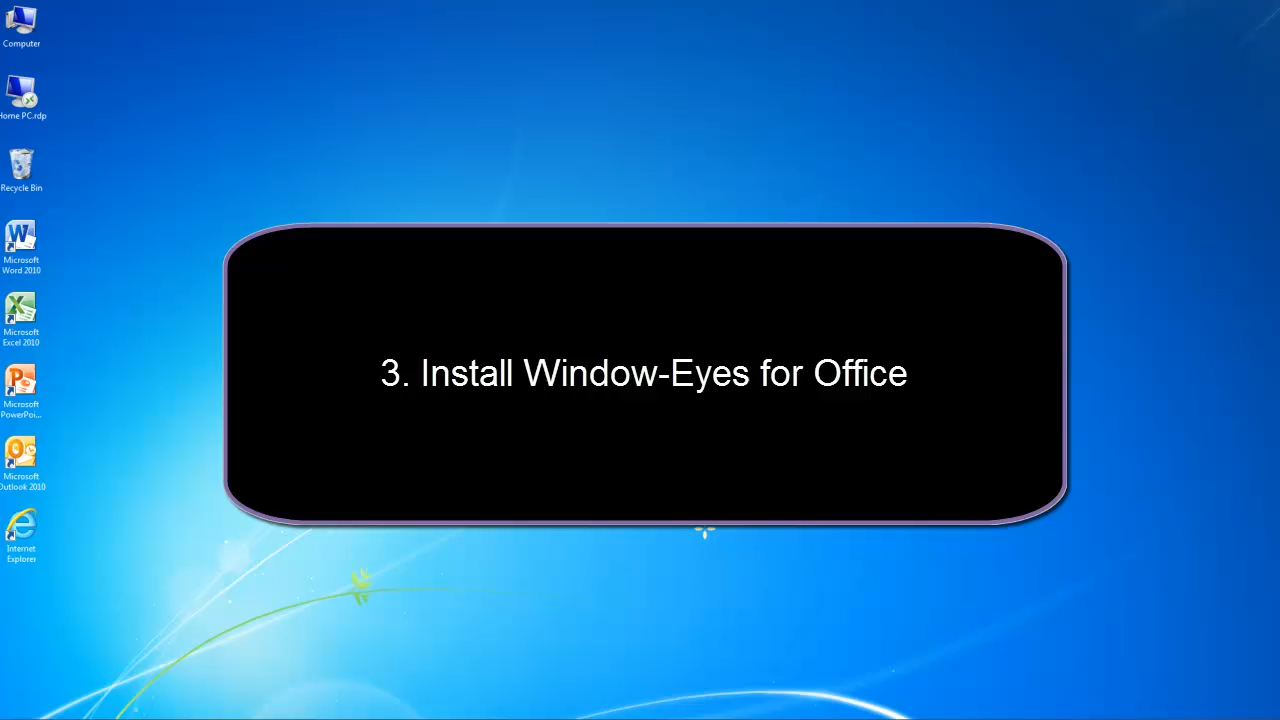 Computer
Home PC.rdp
Recycle Bin
Microsoft
Word 2010
Microsoft
Excel 2010
Microsoft
PowerPoi...
Microsoft
Outlook 2010
Internet
Explorer
3. Install Window-Eyes for Office